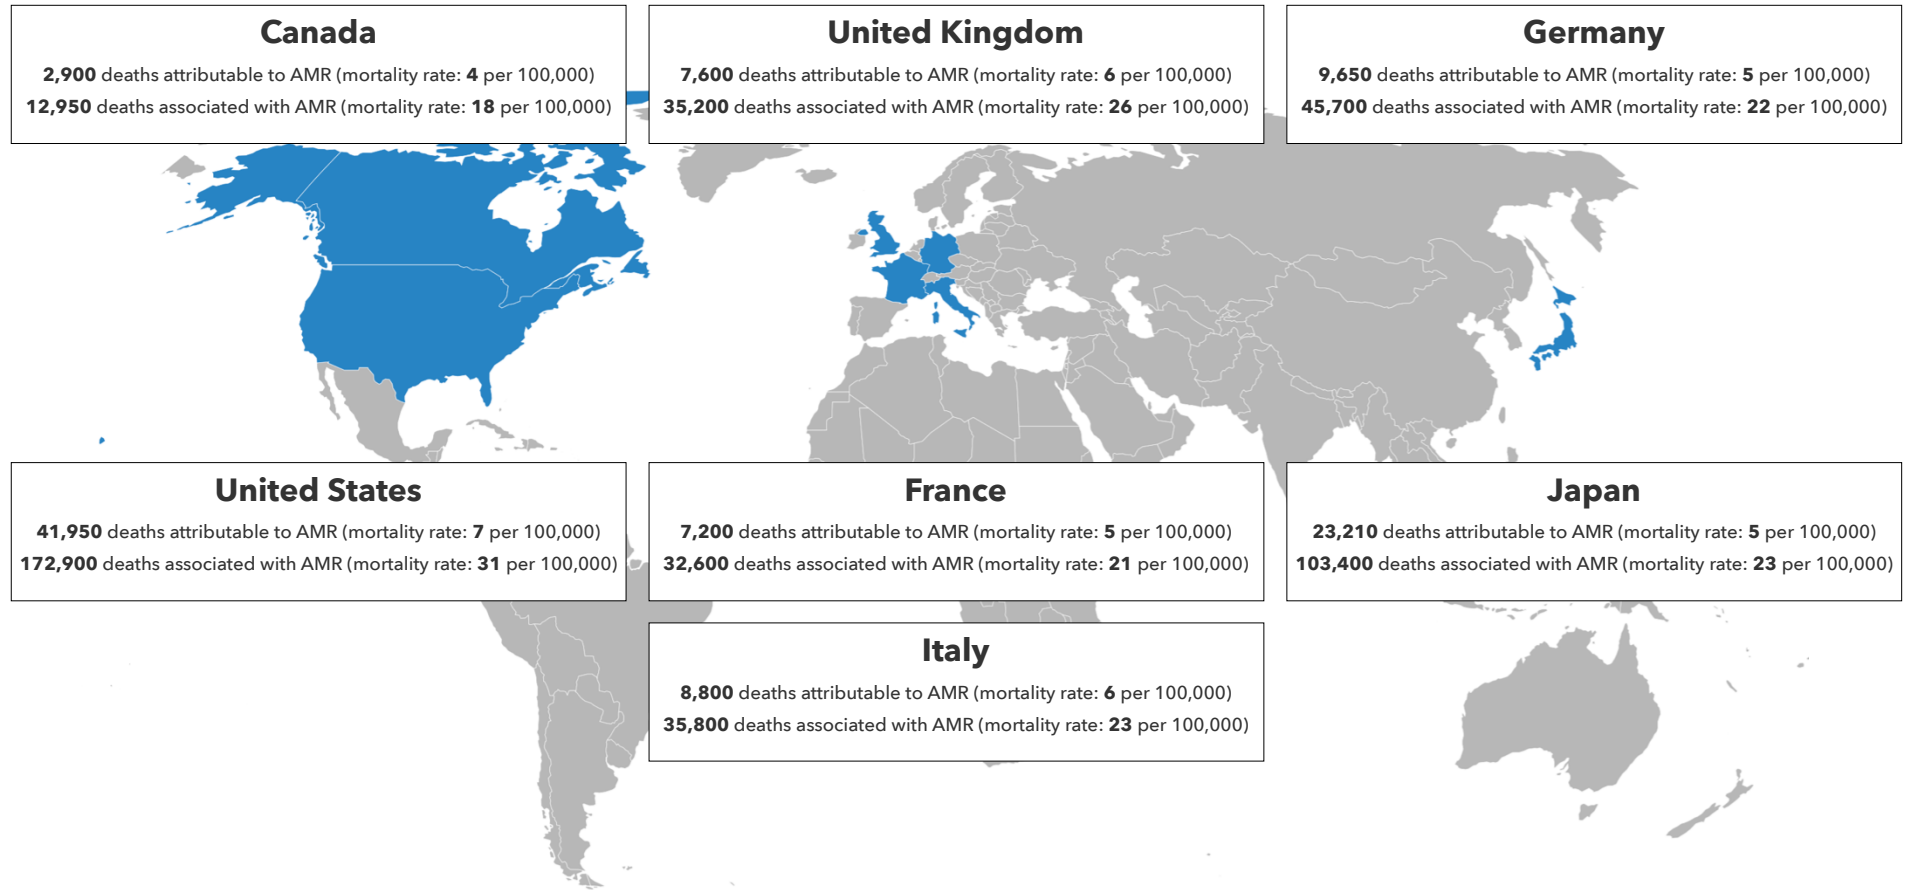 Canada
2,900 deaths attributable to AMR (mortality rate: 4 per 100,000)
12,950 deaths associated with AMR (mortality rate: 18 per 100,000)
United Kingdom
7,600 deaths attributable to AMR (mortality rate: 6 per 100,000)
35,200 deaths associated with AMR (mortality rate: 26 per 100,000)
Germany
9,650 deaths attributable to AMR (mortality rate: 5 per 100,000)
45,700 deaths associated with AMR (mortality rate: 22 per 100,000)
United States
41,950 deaths attributable to AMR (mortality rate: 7 per 100,000)
172,900 deaths associated with AMR (mortality rate: 31 per 100,000)
France
7,200 deaths attributable to AMR (mortality rate: 5 per 100,000)
32,600 deaths associated with AMR (mortality rate: 21 per 100,000)
Japan
23,210 deaths attributable to AMR (mortality rate: 5 per 100,000)
103,400 deaths associated with AMR (mortality rate: 23 per 100,000)
Italy
8,800 deaths attributable to AMR (mortality rate: 6 per 100,000)
35,800 deaths associated with AMR (mortality rate: 23 per 100,000)